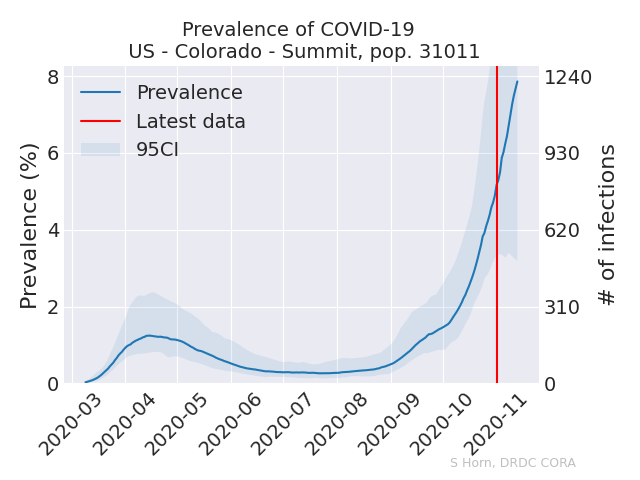 Prevalence of COVID-19
US - Colorado - Summit, pop. 31011
Prevalence (%)
8
6
4
2
0
Prevalence
Latest data
95CI
1240
930
620
310
0
# of infections
2020-03
2020-04
2020-05
2020-06
2020-07
2020-08
2020-09
2020-10
2020-11
S Horn, DRDC CORA